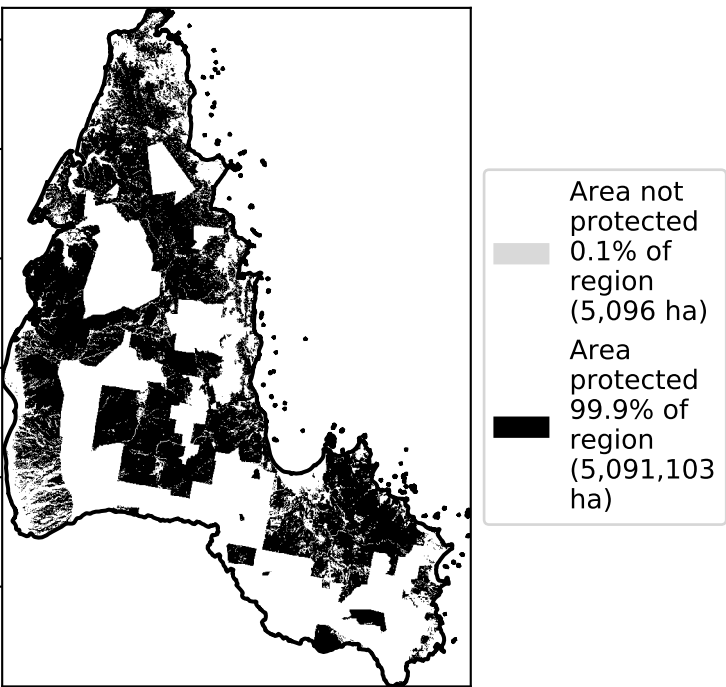 Area not
protected
0.1% of
region
(5,096 ha)
Area
protected
99.9% of
region
(5,091,103
ha)